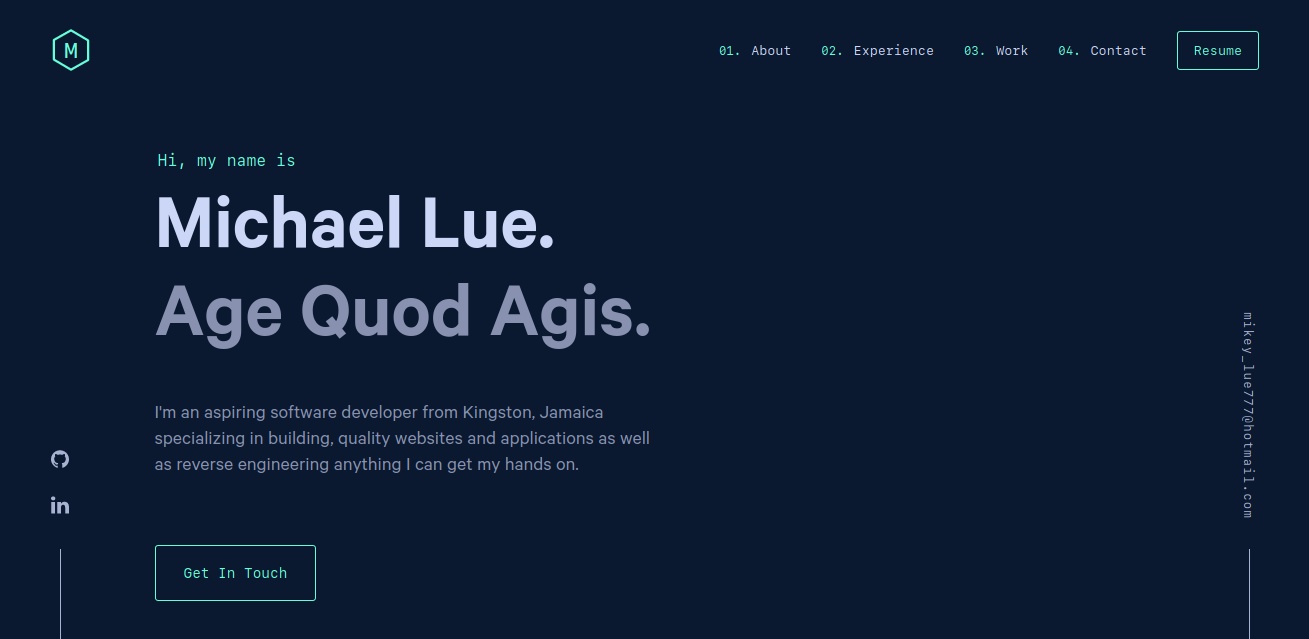 M
01. About 02. Experience 03. Work 04. Contact Resume
Hi, my name is
Michael Lue.
Age Quod Agis.
I'm an aspiring software developer from Kingston, Jamaica
specializing in building, quality websites and applications as well
as reverse engineering anything I can get my hands on.
in
Get In Touch
mikey_lue777@hotmail.com